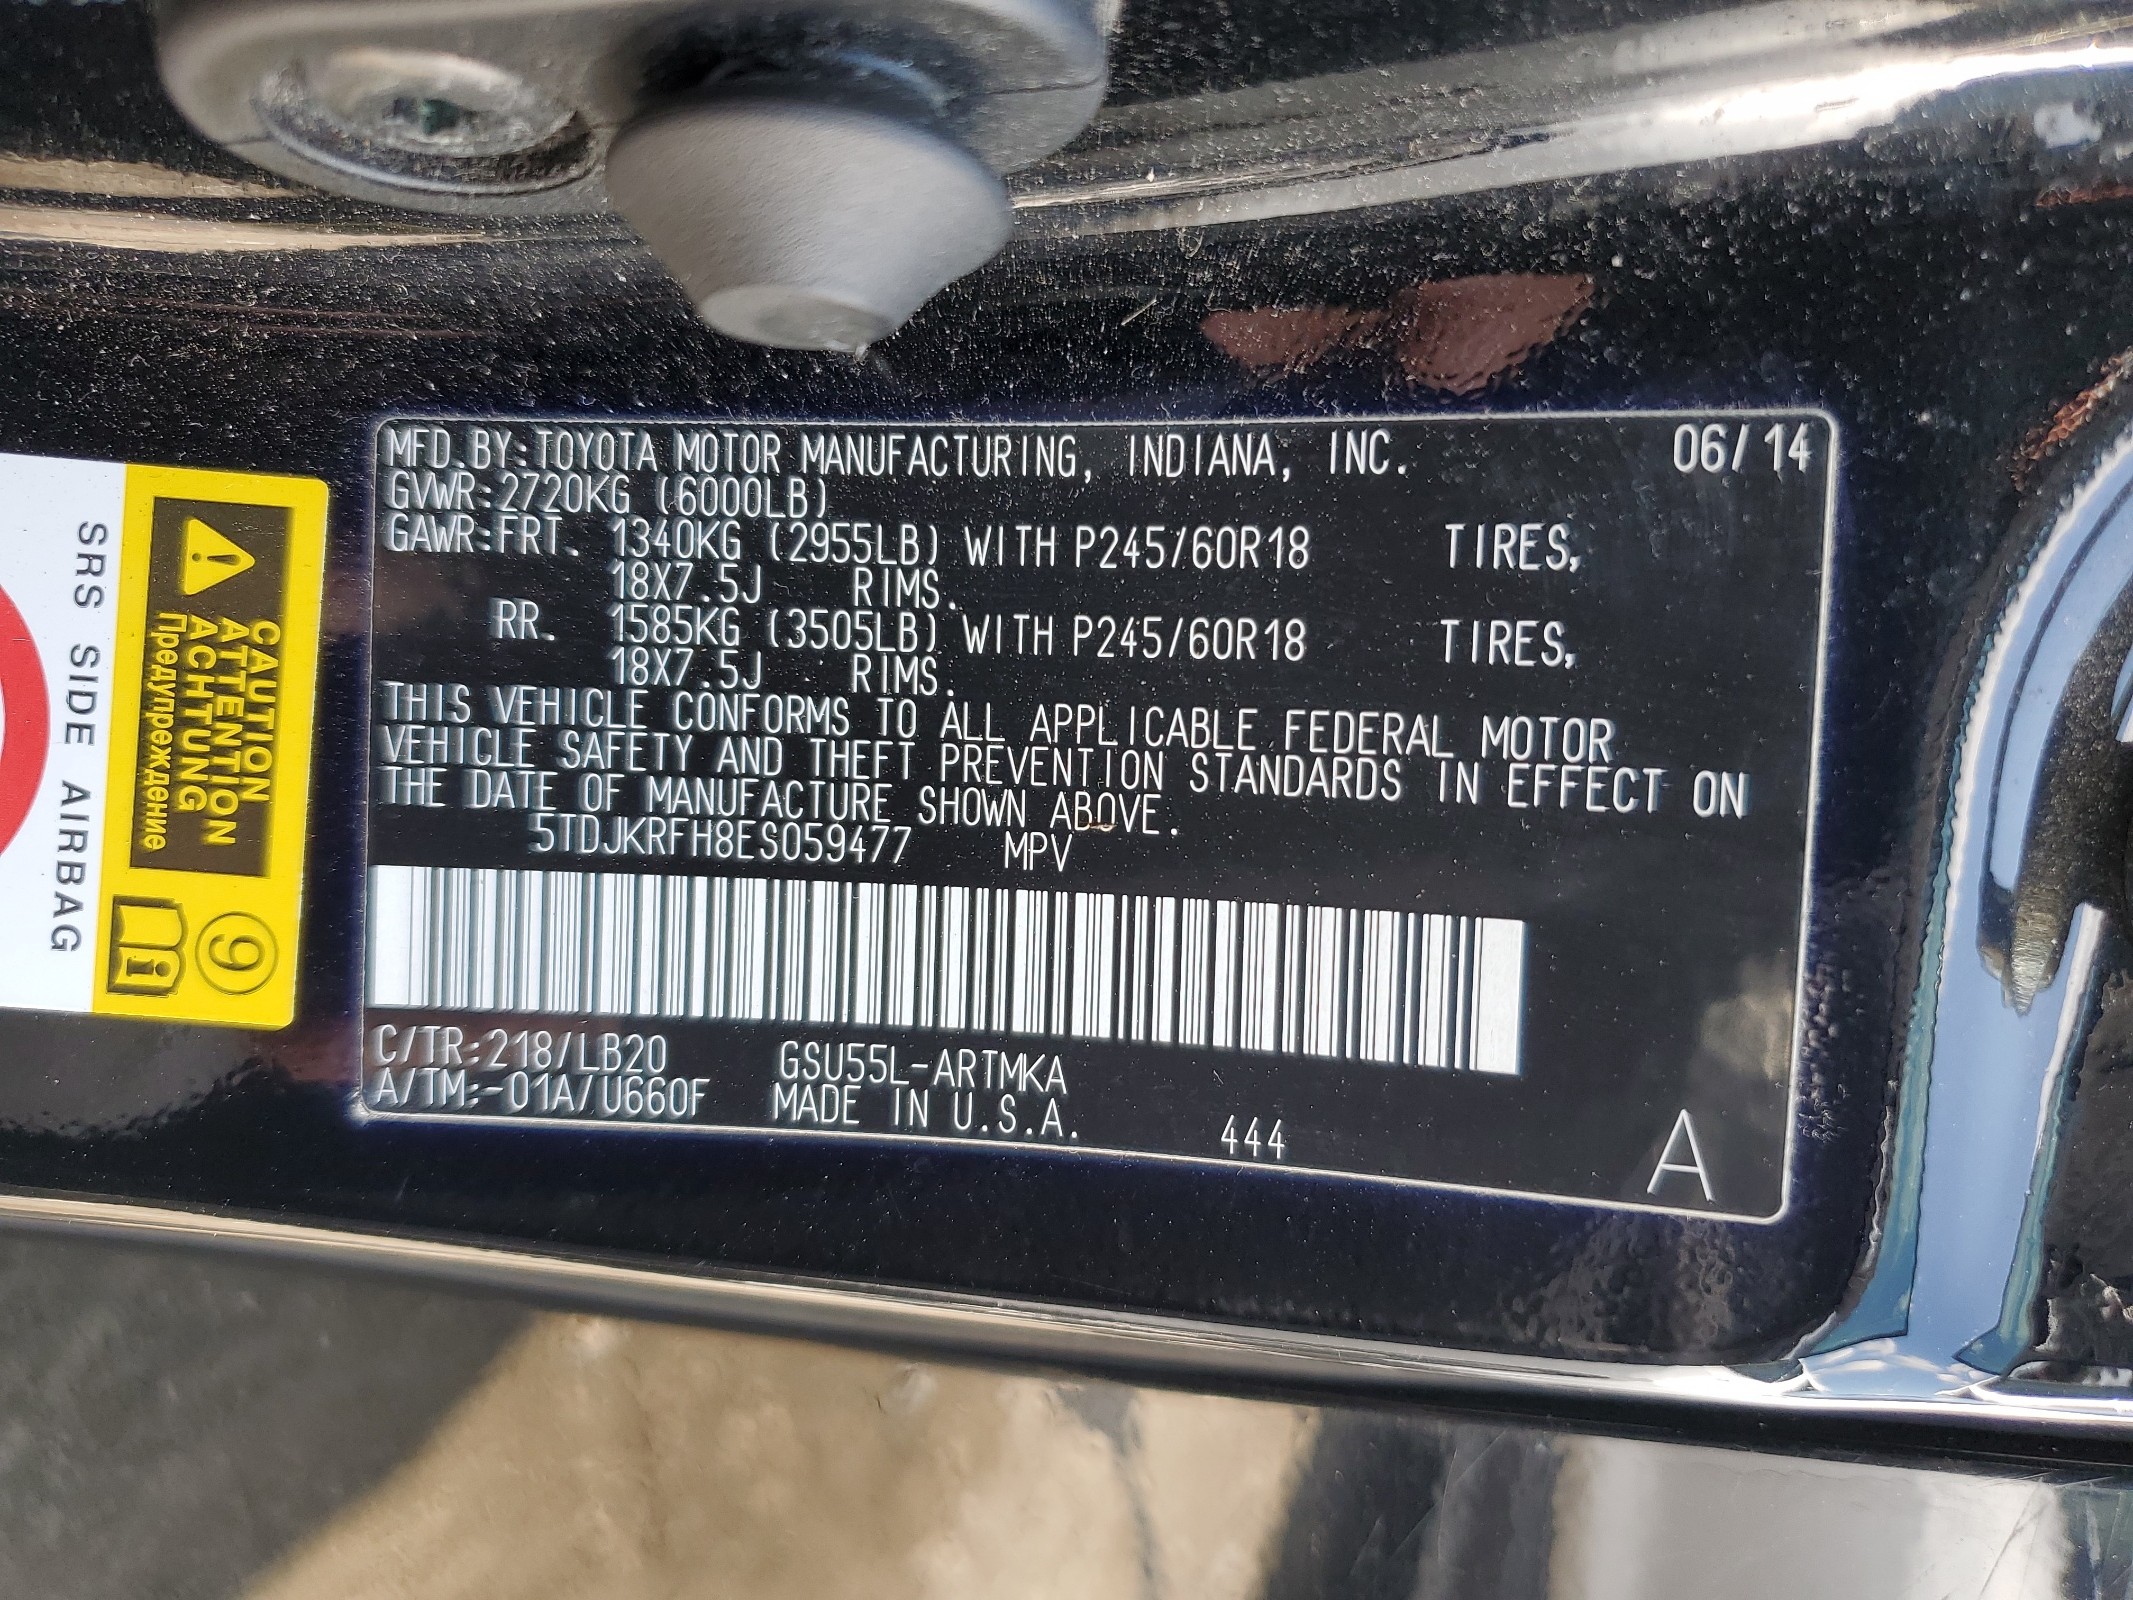 MFD.BY:TOYOTA MOTOR MANUFACTURING, INDIANA, INC. 06/14
GVWR:2720KG (6000LB)
GAWR:FRT. 1340KG (2955LB) WITH P245/60R18 TIRES,
18X7.5J RIMS.
RR. 1585KG (3505LB) WITH P245/60R18 TIRES,
18X7.5J RIMS.
THIS VEHICLE CONFORMS TO ALL APPLICABLE FEDERAL MOTOR
VEHICLE SAFETY AND THEFT PREVENTION STANDARDS IN EFFECT ON
THE DATE OF MANUFACTURE SHOWN ABOVE.
5TDJKRFH8ES059477 MPV
C/TR:218/LB20 GSU55L-ARTMKA
A/TM:-01A/U660F MADE IN U.S.A. 444
A
CAUTION
ATTENTION
ACHTUNG
Предупреждение
9
i
SRS SIDE AIRBAG